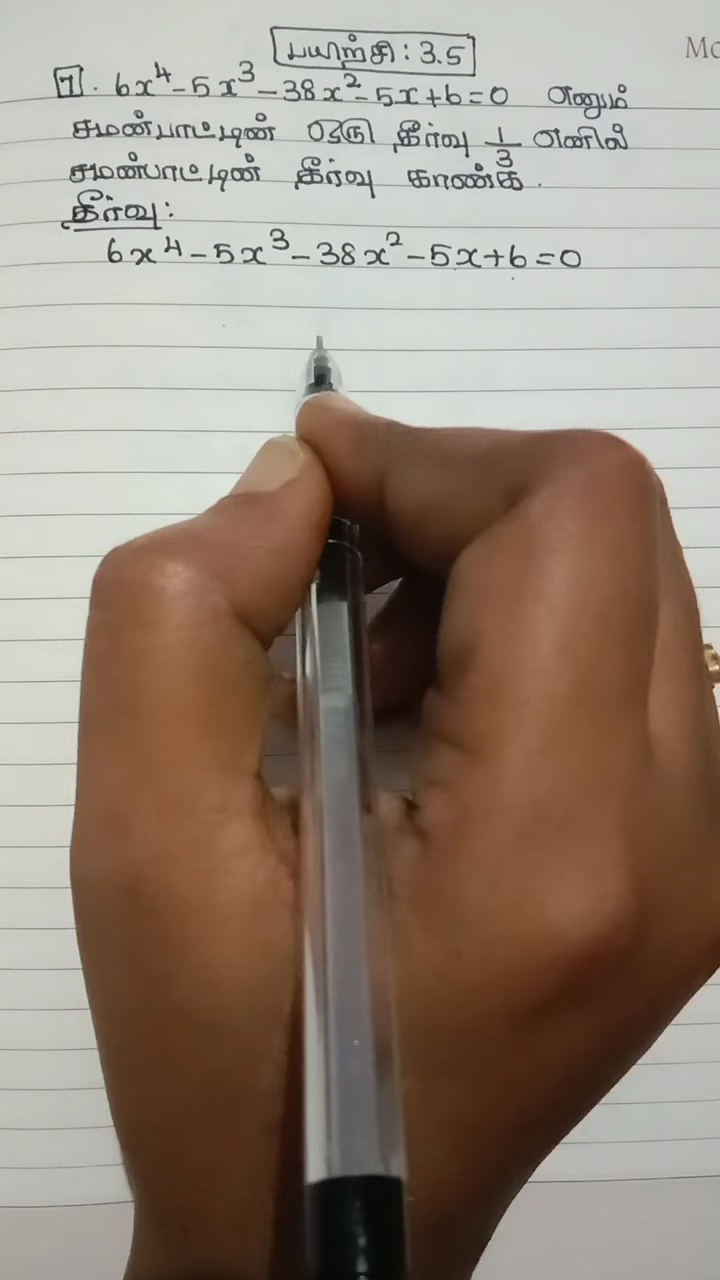 பயிற்சி : 3.5
Mo
7. 6x⁴ - 5x³ - 38x² - 5x + 6 = 0 எனும்
சமன்பாட்டின் ஒரு தீர்வு 1/3 எனில்
சமன்பாட்டின் தீர்வு காண்க.
தீர்வு:
6x⁴ - 5x³ - 38x² - 5x + 6 = 0